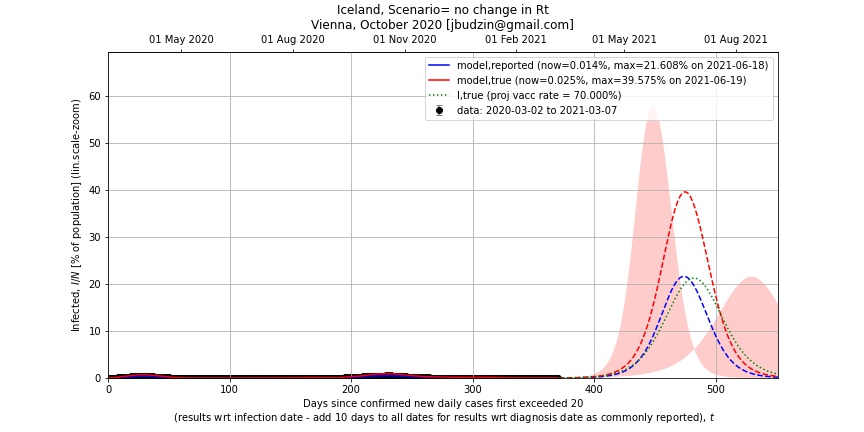 Iceland, Scenario= no change in Rt
Vienna, October 2020 [jbudzin@gmail.com]
01 May 2020 01 Aug 2020 01 Nov 2020 01 Feb 2021 01 May 2021 01 Aug 2021
model,reported (now=0.014%, max=21.608% on 2021-06-18)
model,true (now=0.025%, max=39.575% on 2021-06-19)
I,true (proj vacc rate = 70.000%)
data: 2020-03-02 to 2021-03-07
Infected, I/N [% of population] (lin.scale-zoom)
60
50
40
30
20
10
0
0 100 200 300 400 500
Days since confirmed new daily cases first exceeded 20
(results wrt infection date - add 10 days to all dates for results wrt diagnosis date as commonly reported), t